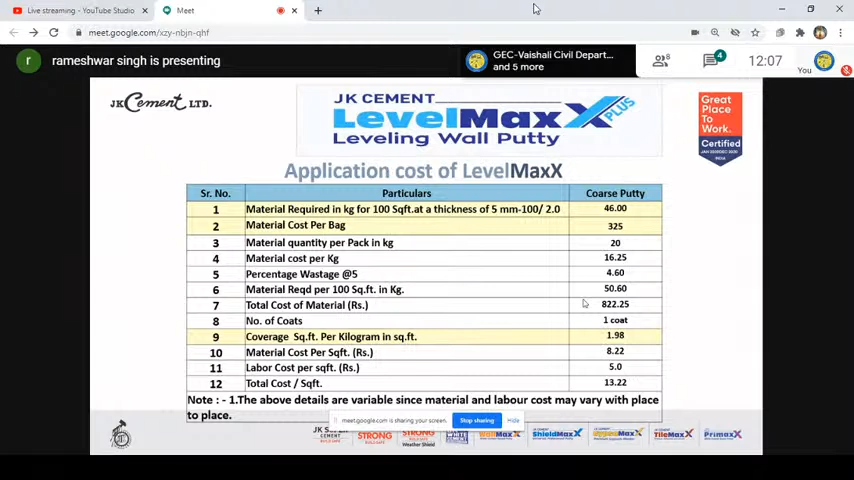 Live streaming - YouTube Studio
Meet
meet.google.com/xzy-nbjn-qhf
r
rameshwar singh is presenting
GEC-Vaishali Civil Depart...
and 5 more
8
4
12:07
You
JK Cement LTD.
JK CEMENT
LevelMaxX PLUS
Leveling Wall Putty
Great
Place
To
Work.
Certified
Application cost of LevelMaxX
Sr. No. Particulars Coarse Putty
1 Material Required in kg for 100 Sqft.at a thickness of 5 mm-100/ 2.0 46.00
2 Material Cost Per Bag 325
3 Material quantity per Pack in kg 20
4 Material cost per Kg 16.25
5 Percentage Wastage @5 4.60
6 Material Reqd per 100 Sq.ft. in Kg. 50.60
7 Total Cost of Material (Rs.) 822.25
8 No. of Coats 1 coat
9 Coverage Sq.ft. Per Kilogram in sq.ft. 1.98
10 Material Cost Per Sqft. (Rs.) 8.22
11 Labor Cost per sqft. (Rs.) 5.0
12 Total Cost / Sqft. 13.22
Note : - 1.The above details are variable since material and labour cost may vary with place
to place.
meet.google.com is sharing your screen.
Stop sharing
Hide
STRONG
STRONG
Weather Shield
WallMaxX
ShieldMaxX
TileMaxX
PrimaxX